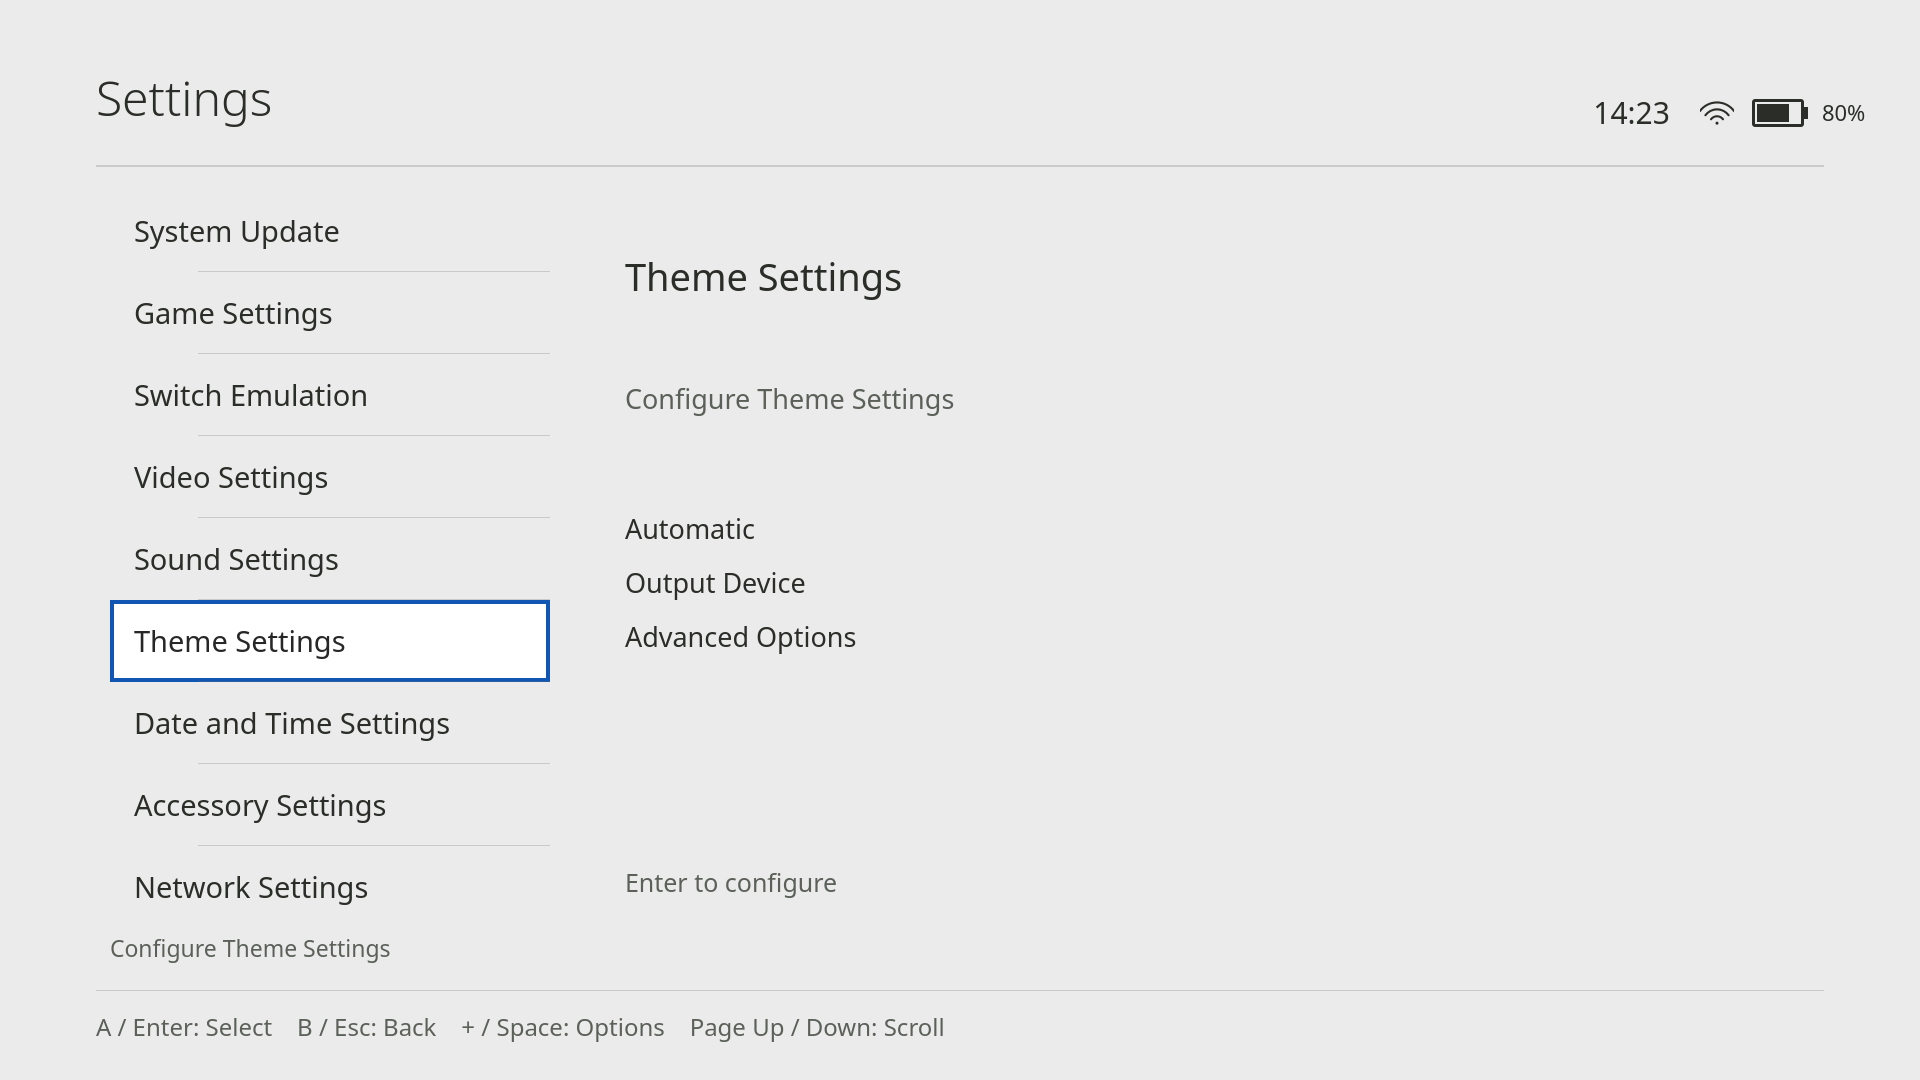 Settings
14:23 80%
System Update
Game Settings
Switch Emulation
Video Settings
Sound Settings
Theme Settings
Date and Time Settings
Accessory Settings
Network Settings
Configure Theme Settings
Theme Settings
Configure Theme Settings
Automatic
Output Device
Advanced Options
Enter to configure
A / Enter: Select B / Esc: Back + / Space: Options Page Up / Down: Scroll